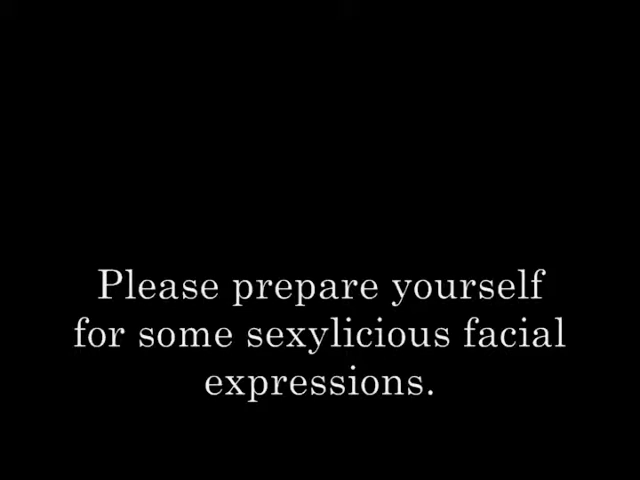 Please prepare yourself
for some sexylicious facial
expressions.